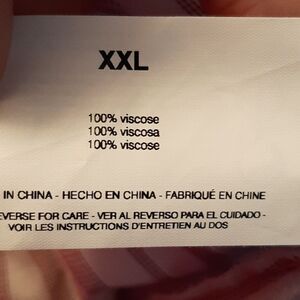 XXL
100% viscose
100% viscosa
100% viscose
IN CHINA - HECHO EN CHINA - FABRIQUÉ EN CHINE
EVERSE FOR CARE - VER AL REVERSO PARA EL CUIDADO -
VOIR LES INSTRUCTIONS D'ENTRETIEN AU DOS